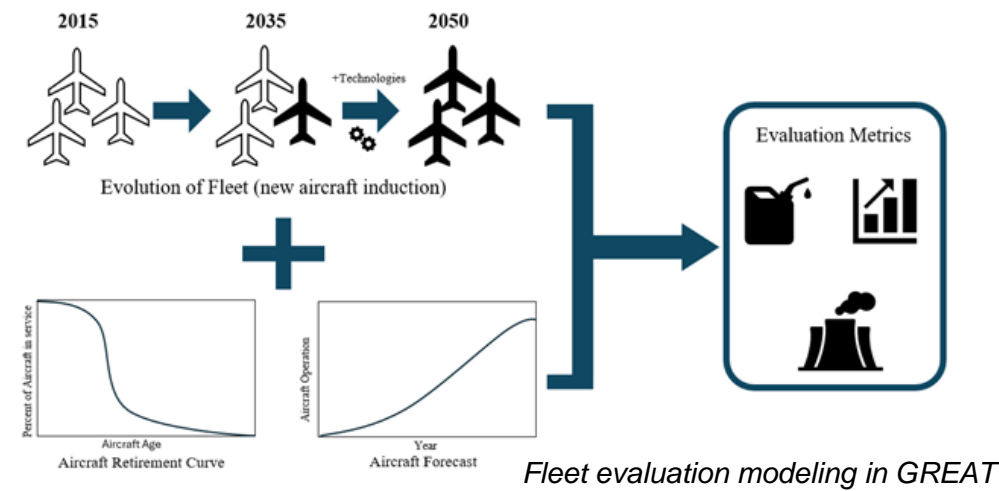 2015
2035
2050
+Technologies
Evolution of Fleet (new aircraft induction)
Evaluation Metrics
Percent of Aircraft in service
Aircraft Age
Aircraft Retirement Curve
Aircraft Operation
Year
Aircraft Forecast
Fleet evaluation modeling in GREAT